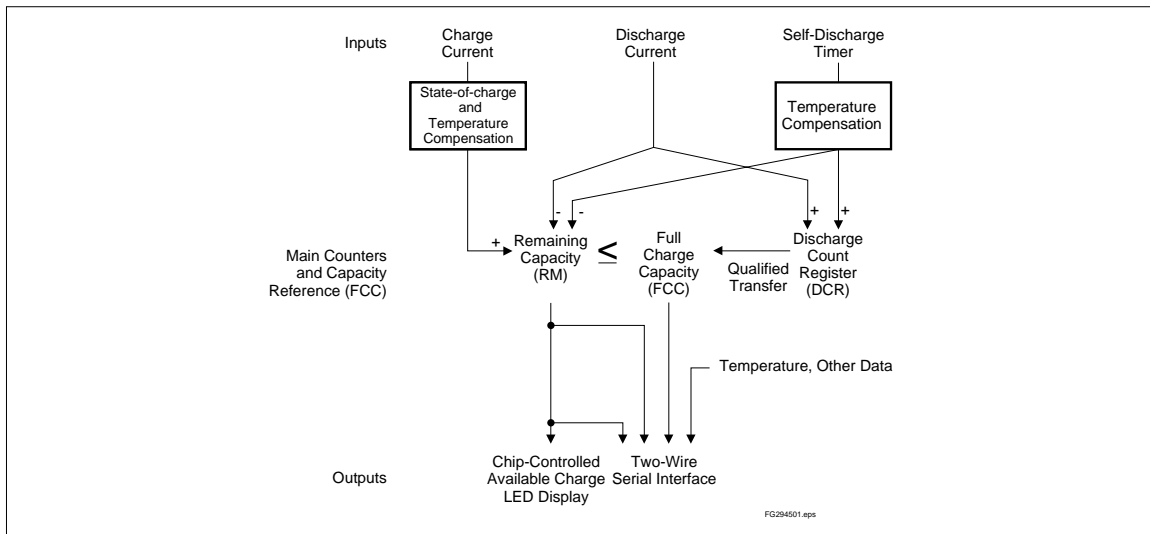 Inputs
Charge
Current
Discharge
Current
Self-Discharge
Timer
State-of-charge
and
Temperature
Compensation
Temperature
Compensation
- -
+ +
+
Main Counters
and Capacity
Reference (FCC)
Remaining
Capacity
(RM)
≤
Full
Charge
Capacity
(FCC)
Qualified
Transfer
Discharge
Count
Register
(DCR)
Temperature, Other Data
Outputs
Chip-Controlled
Available Charge
LED Display
Two-Wire
Serial Interface
FG294501.eps